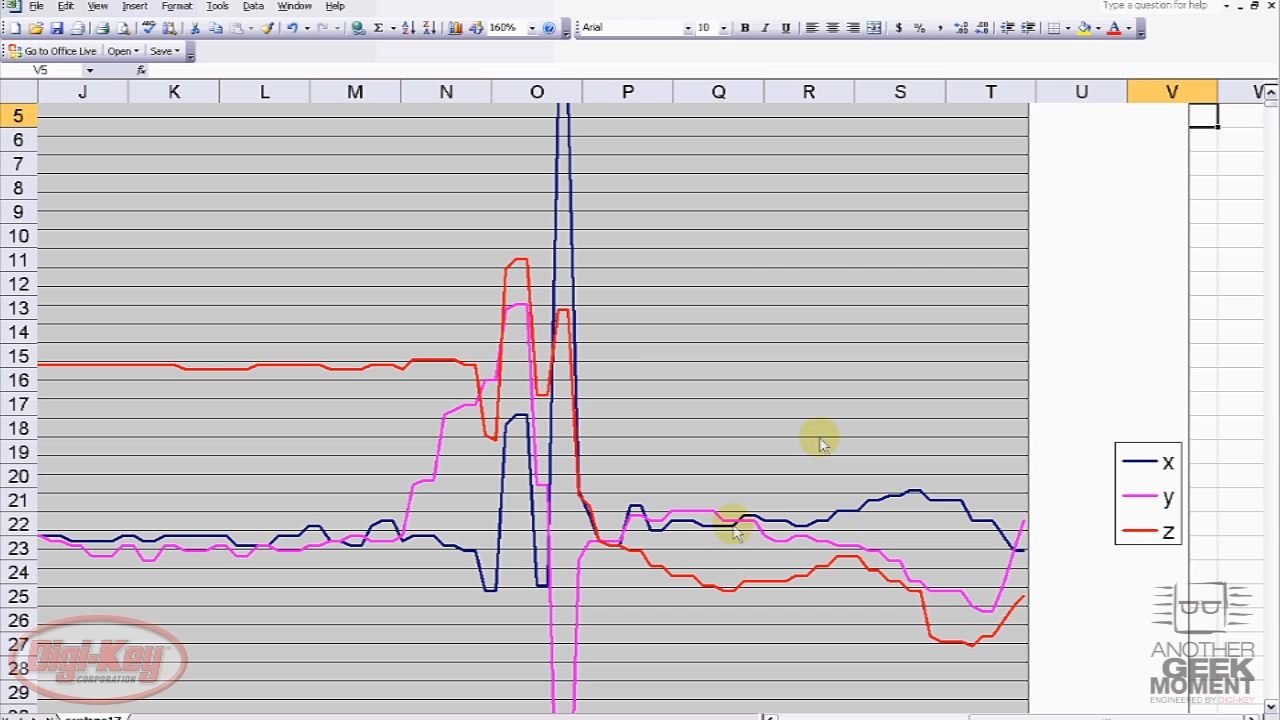 File Edit View Insert Format Tools Data Window Help Type a question for help
160% Arial 10 B I U $ % ,
Go to Office Live Open Save
V5 fx
J K L M N O P Q R S T U V W
5
6
7
8
9
10
11
12
13
14
15
16
17
18
19
20
21
22
23
24
25
26
27
28
29
x
y
z
Digi-Key
CORPORATION
ANOTHER
GEEK
MOMENT
ENGINEERED BY DIGI-KEY